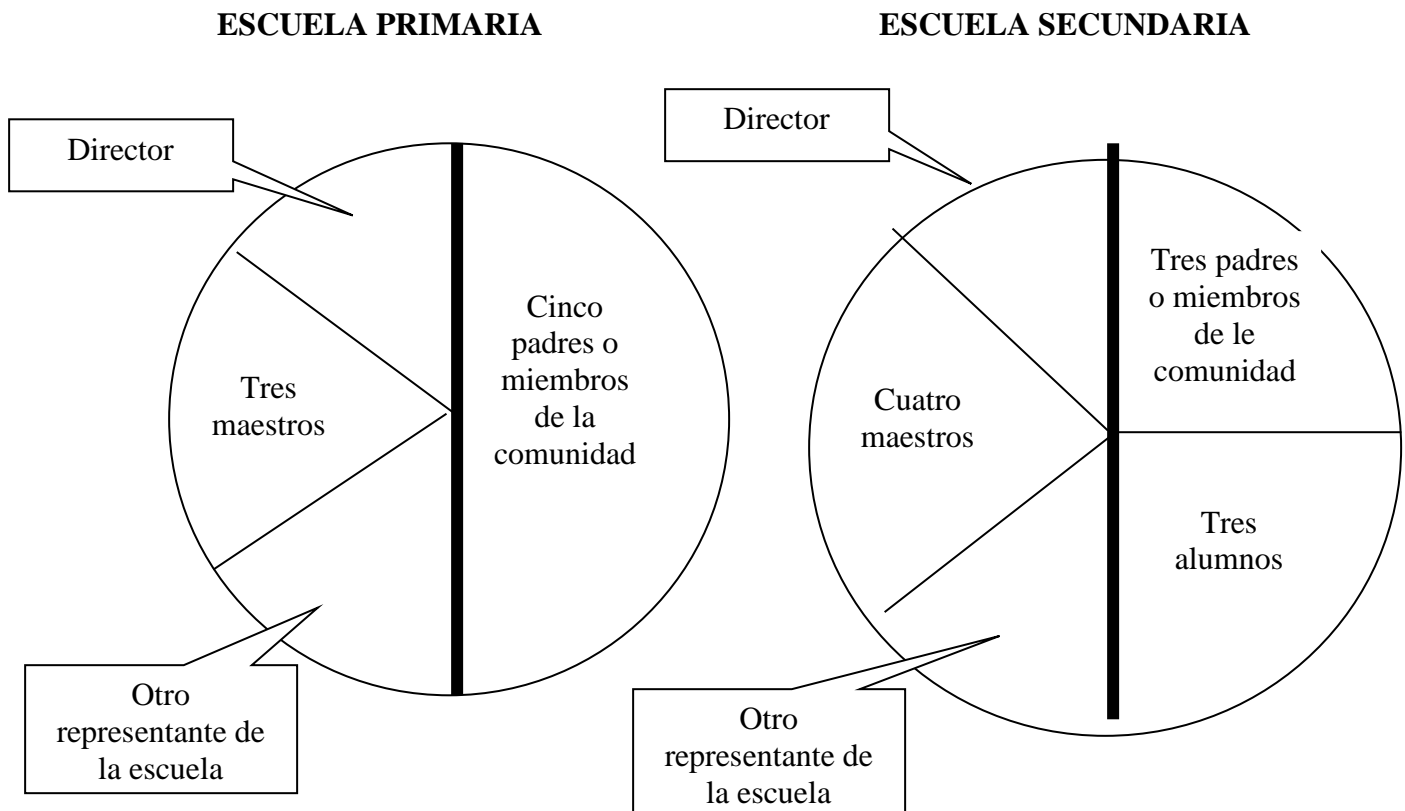 ESCUELA PRIMARIA
Director
Cinco
padres o
miembros
de la
comunidad
Tres
maestros
Otro
representante de
la escuela
ESCUELA SECUNDARIA
Director
Tres padres
o miembros
de le
comunidad
Cuatro
maestros
Tres
alumnos
Otro
representante de
la escuela